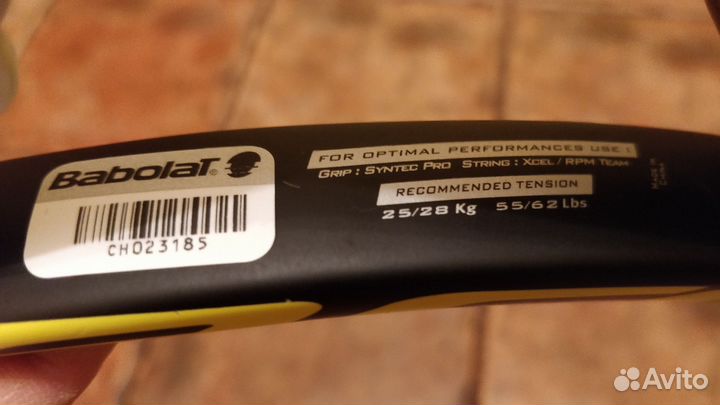 BabolaT®
CH023185
FOR OPTIMAL PERFORMANCES USE :
GRIP : SYNTEC PRO STRING : XCEL / RPM TEAM
RECOMMENDED TENSION
25/28 Kg 55/62 Lbs
MADE IN
CHINA
Avito